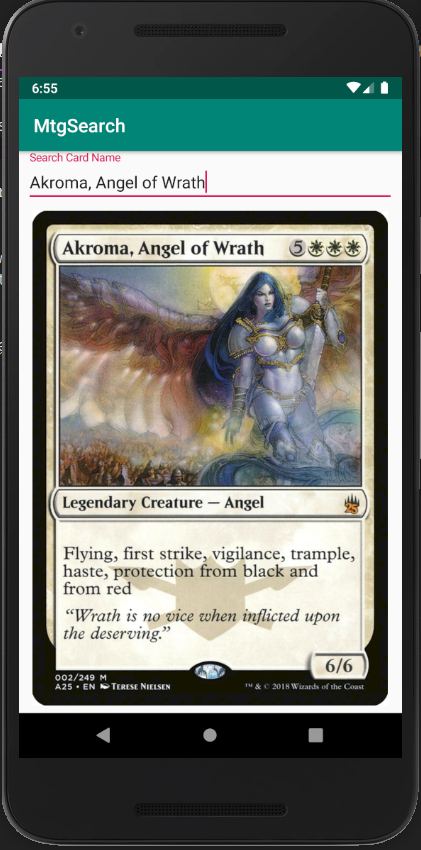 6:55
MtgSearch
Search Card Name
Akroma, Angel of Wrath
Akroma, Angel of Wrath 5
Legendary Creature — Angel
Flying, first strike, vigilance, trample,
haste, protection from black and
from red
“Wrath is no vice when inflicted upon
the deserving.”
6/6
002/249 M
A25 • EN Terese Nielsen ™ & © 2018 Wizards of the Coast